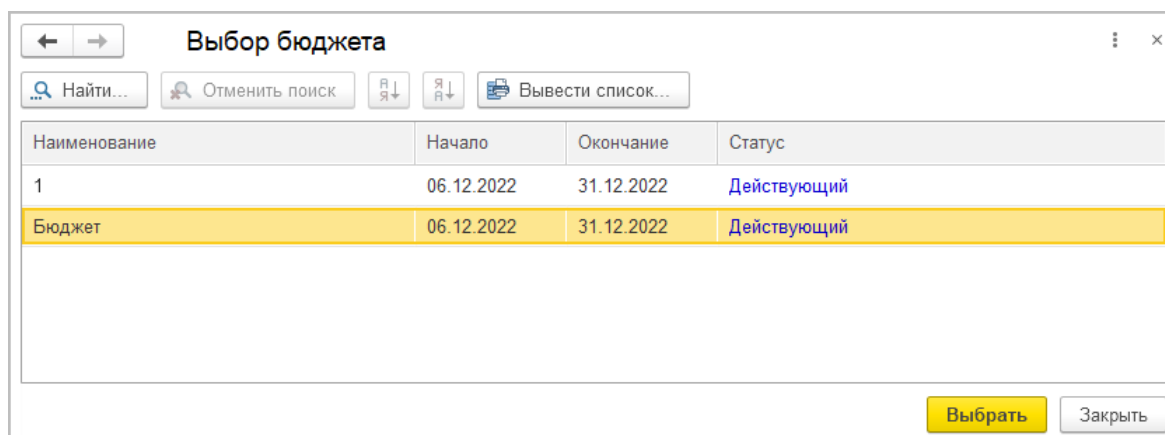 Выбор бюджета
Найти... Отменить поиск Вывести список...
Наименование Начало Окончание Статус
1 06.12.2022 31.12.2022 Действующий
Бюджет 06.12.2022 31.12.2022 Действующий
Выбрать Закрыть